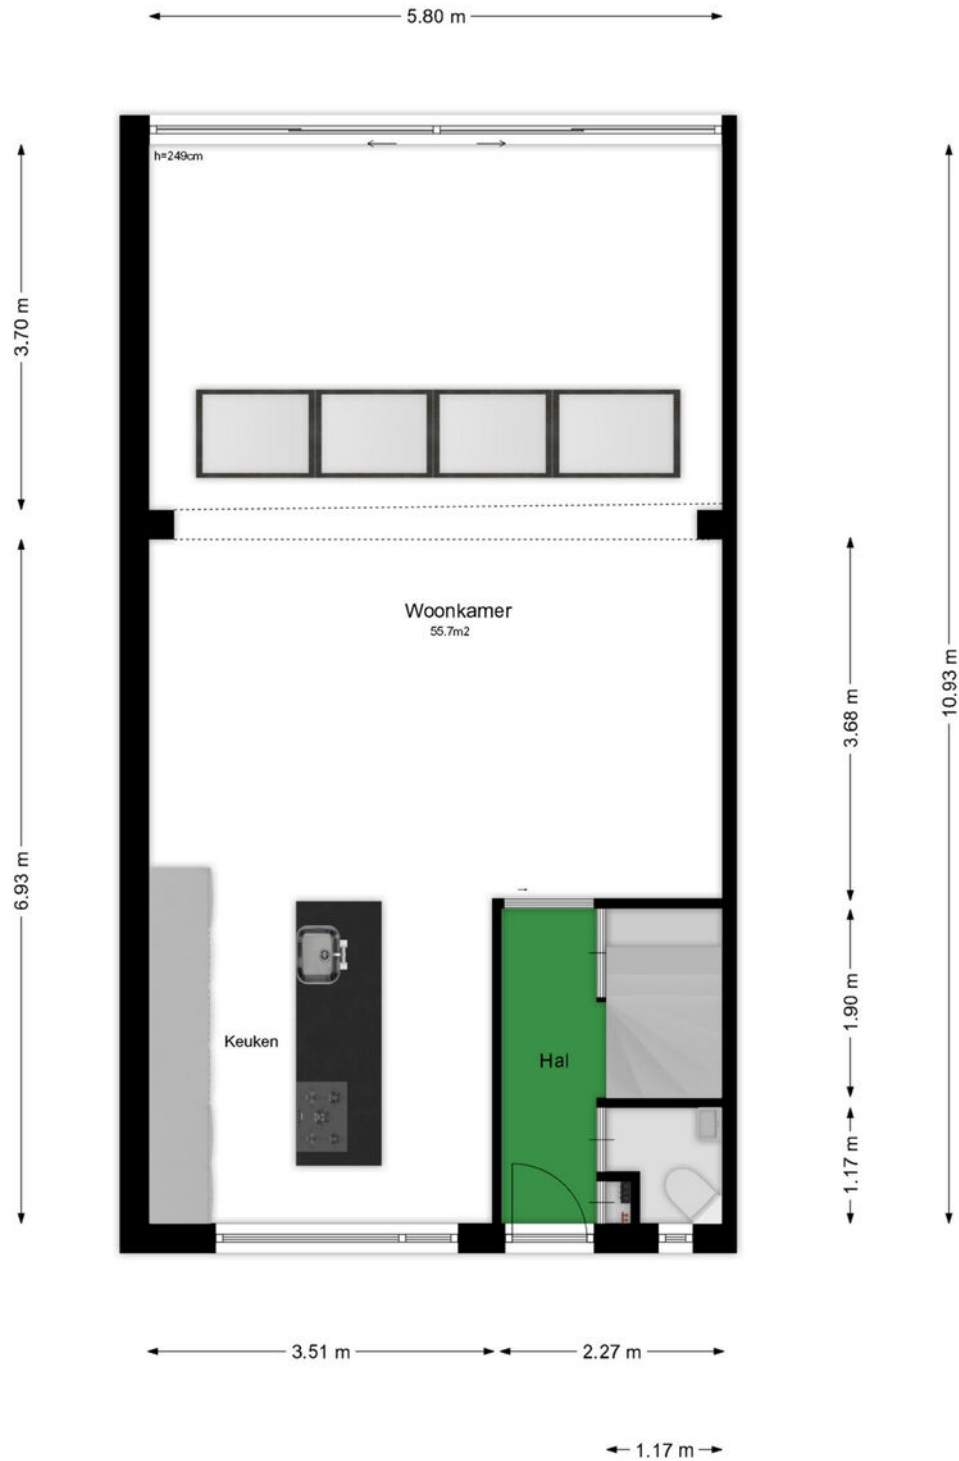 5.80 m
h=249cm
3.70 m
Woonkamer
55.7m2
10.93 m
3.68 m
6.93 m
1.90 m
Keuken
Hal
1.17 m
3.51 m
2.27 m
1.17 m